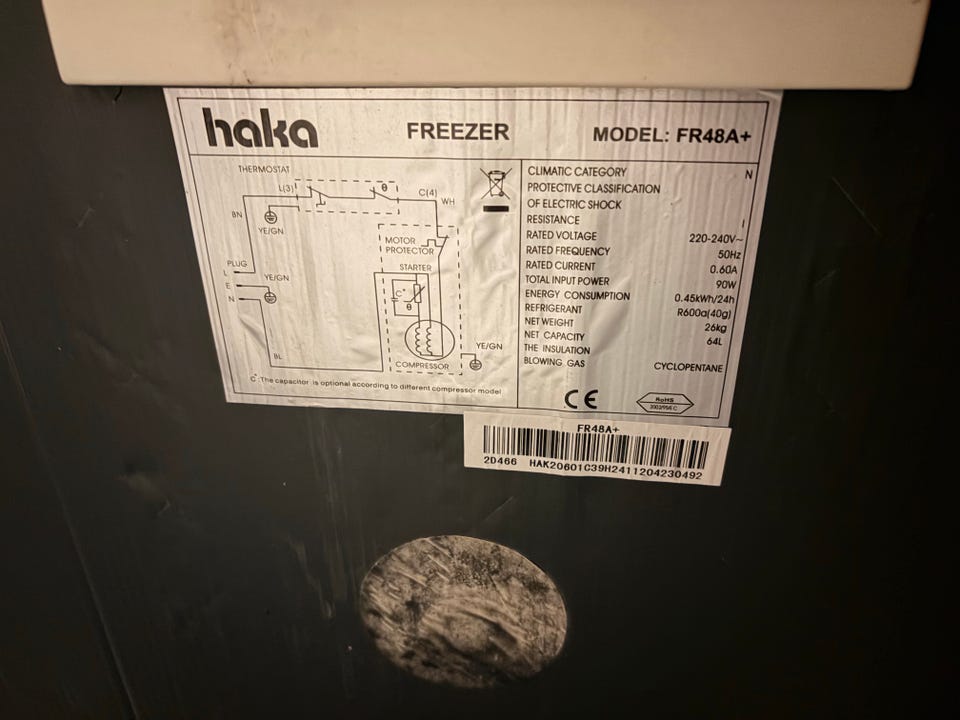 haka FREEZER MODEL: FR48A+
THERMOSTAT
L(3) θ C(4) WH
BN
YE/GN
MOTOR
PROTECTOR
PLUG
L
YE/GN
E
N
STARTER
C*
θ
BL
COMPRESSOR
YE/GN
C*:The capacitor is optional according to different compressor model
CLIMATIC CATEGORY N
PROTECTIVE CLASSIFICATION
OF ELECTRIC SHOCK
RESISTANCE I
RATED VOLTAGE 220-240V~
RATED FREQUENCY 50Hz
RATED CURRENT 0.60A
TOTAL INPUT POWER 90W
ENERGY CONSUMPTION 0.45kWh/24h
REFRIGERANT R600a(40g)
NET WEIGHT 26kg
NET CAPACITY 64L
THE INSULATION
BLOWING GAS CYCLOPENTANE
CE
RoHS
2002/95/EC
FR48A+
2D466 HAK20601C39H2411204230492